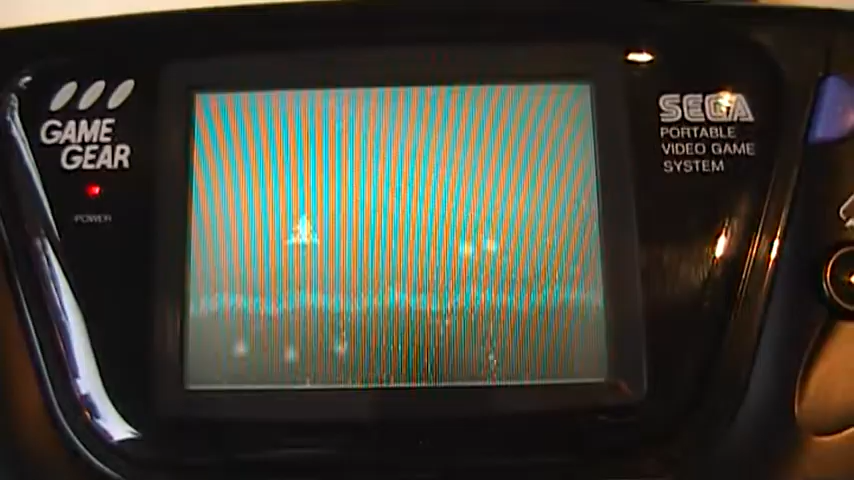 GAME
GEAR
POWER
SEGA
PORTABLE
VIDEO GAME
SYSTEM